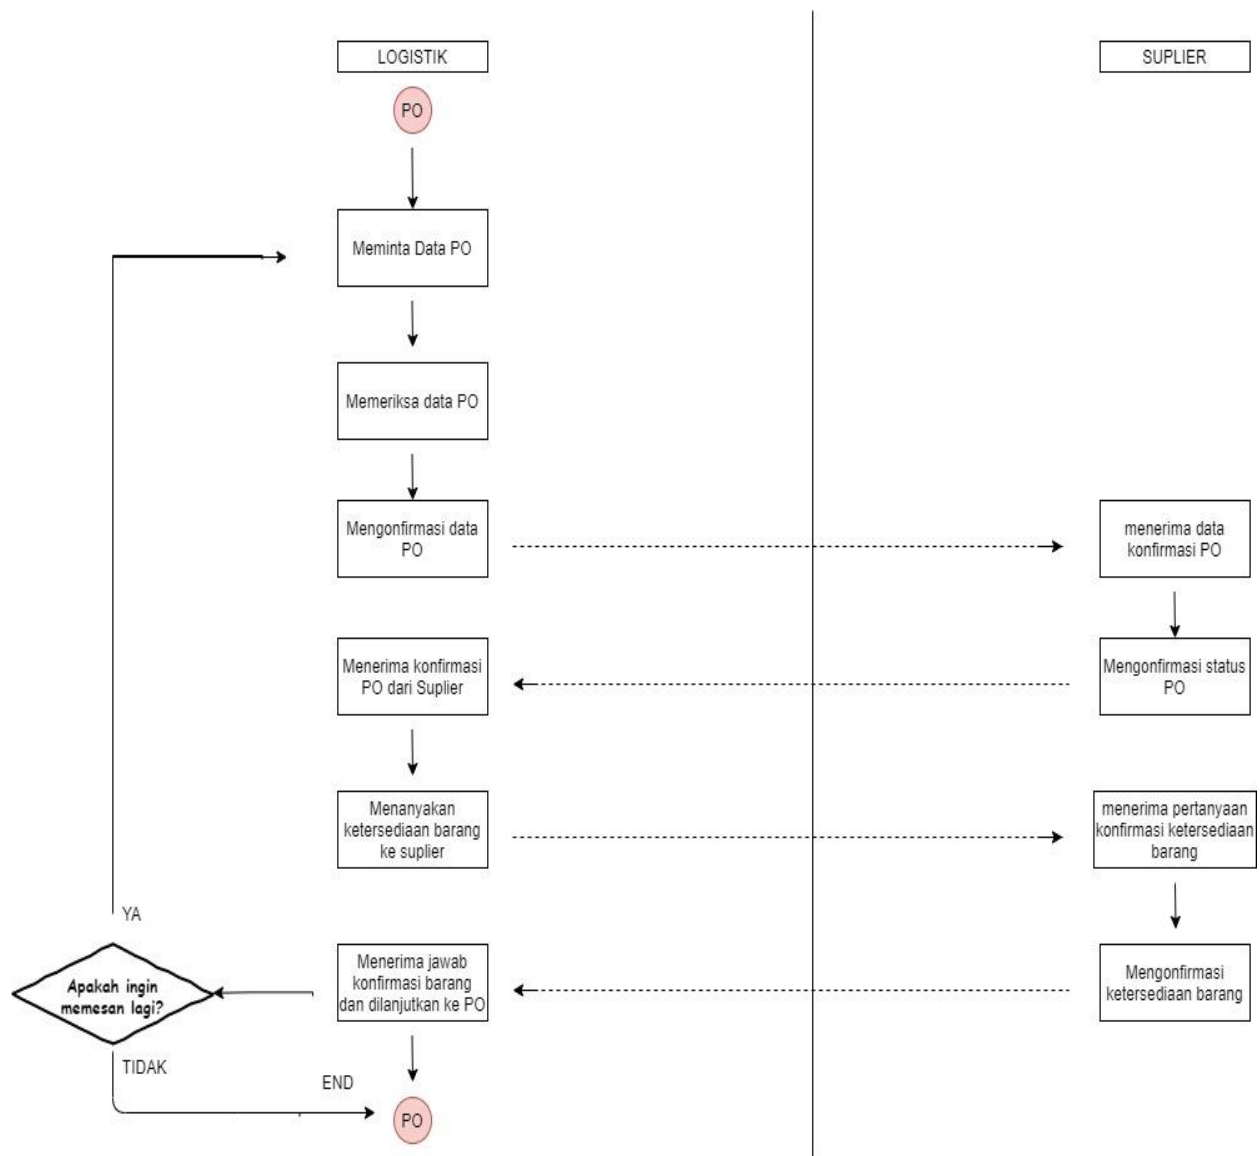 LOGISTIK
SUPLIER
PO
Meminta Data PO
Memeriksa data PO
Mengonfirmasi data
PO
menerima data
konfirmasi PO
Menerima konfirmasi
PO dari Suplier
Mengonfirmasi status
PO
Menanyakan
ketersediaan barang
ke suplier
menerima pertanyaan
konfirmasi ketersediaan
barang
YA
Apakah ingin
memesan lagi?
Menerima jawab
konfirmasi barang
dan dilanjutkan ke PO
Mengonfirmasi
ketersediaan barang
TIDAK
END
PO